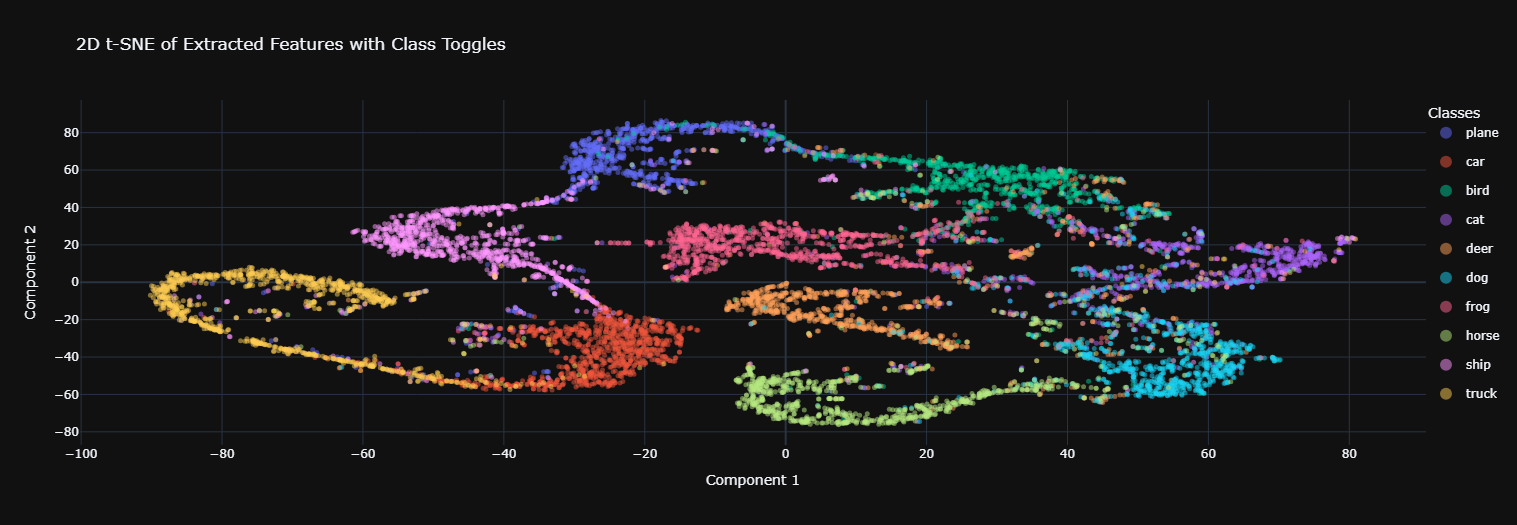 2D t-SNE of Extracted Features with Class Toggles
Classes
plane
car
bird
cat
deer
dog
frog
horse
ship
truck
Component 2
80
60
40
20
0
−20
−40
−60
−80
−100
−80
−60
−40
−20
0
20
40
60
80
Component 1